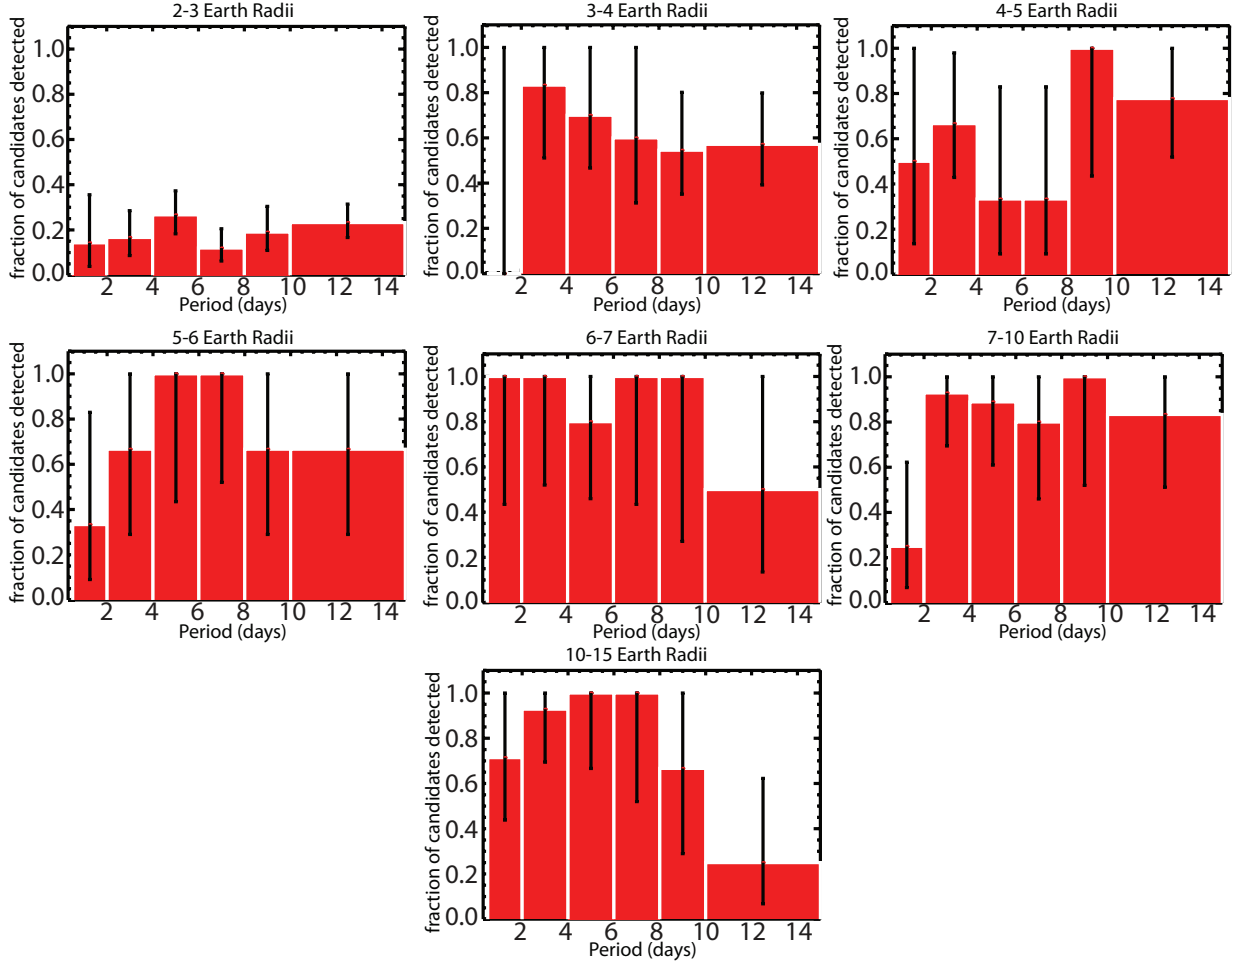 2-3 Earth Radii
fraction of candidates detected
1.0
0.8
0.6
0.4
0.2
0.0
2 4 6 8 10 12 14
Period (days)
3-4 Earth Radii
fraction of candidates detected
1.0
0.8
0.6
0.4
0.2
0.0
2 4 6 8 10 12 14
Period (days)
4-5 Earth Radii
fraction of candidates detected
1.0
0.8
0.6
0.4
0.2
0.0
2 4 6 8 10 12 14
Period (days)
5-6 Earth Radii
fraction of candidates detected
1.0
0.8
0.6
0.4
0.2
0.0
2 4 6 8 10 12 14
Period (days)
6-7 Earth Radii
fraction of candidates detected
1.0
0.8
0.6
0.4
0.2
0.0
2 4 6 8 10 12 14
Period (days)
7-10 Earth Radii
fraction of candidates detected
1.0
0.8
0.6
0.4
0.2
0.0
2 4 6 8 10 12 14
Period (days)
10-15 Earth Radii
fraction of candidates detected
1.0
0.8
0.6
0.4
0.2
0.0
2 4 6 8 10 12 14
Period (days)